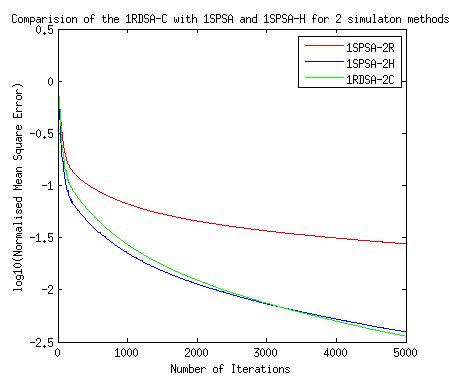 Comparision of the 1RDSA-C with 1SPSA and 1SPSA-H for 2 simulaton methods
1SPSA-2R
1SPSA-2H
1RDSA-2C
log10(Normalised Mean Square Error)
0.5
0
-0.5
-1
-1.5
-2
-2.5
0 1000 2000 3000 4000 5000
Number of Iterations